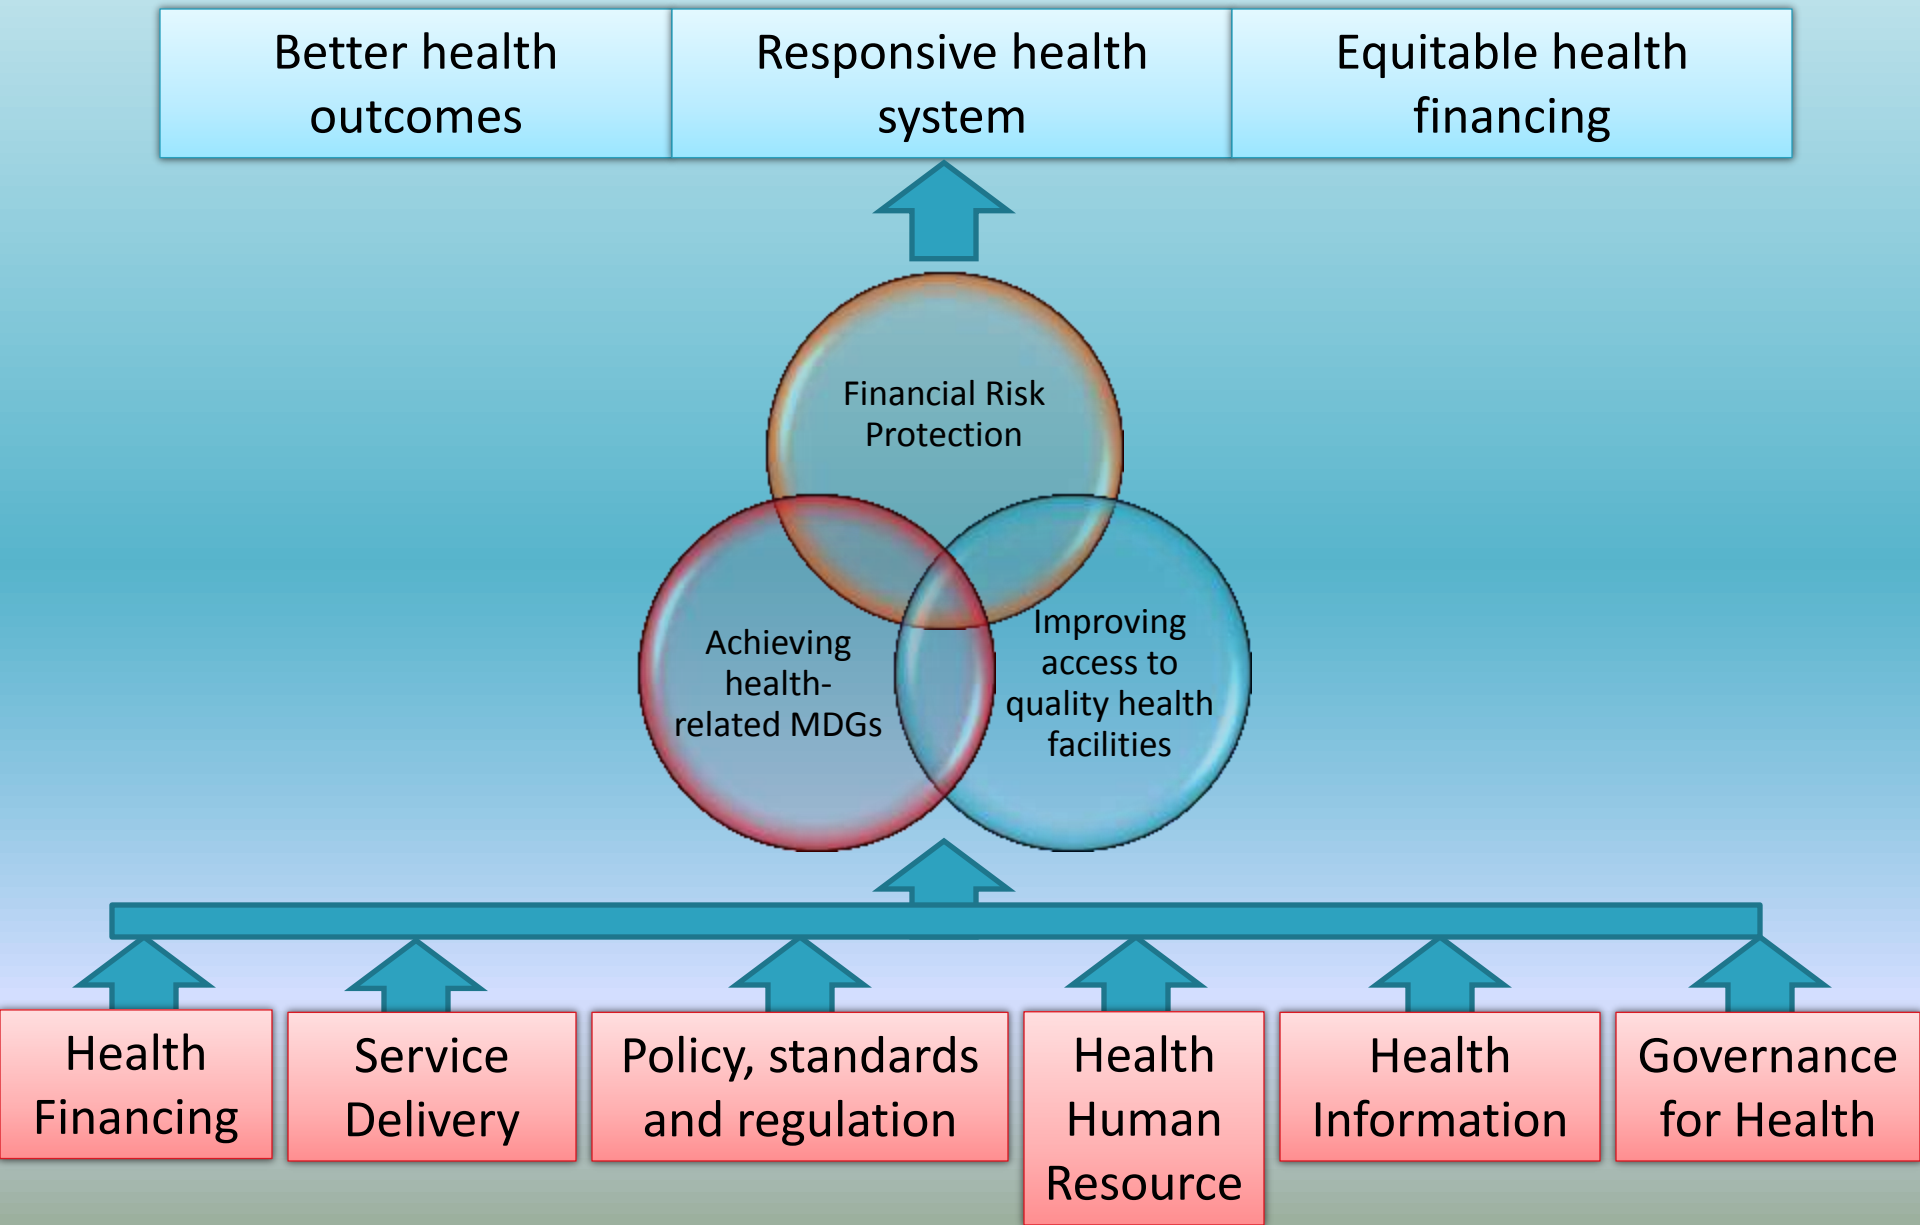 Better health
outcomes
Responsive health
system
Equitable health
financing
Financial Risk
Protection
Achieving
health-
related MDGs
Improving
access to
quality health
facilities
Health
Financing
Service
Delivery
Policy, standards
and regulation
Health
Human
Resource
Health
Information
Governance
for Health